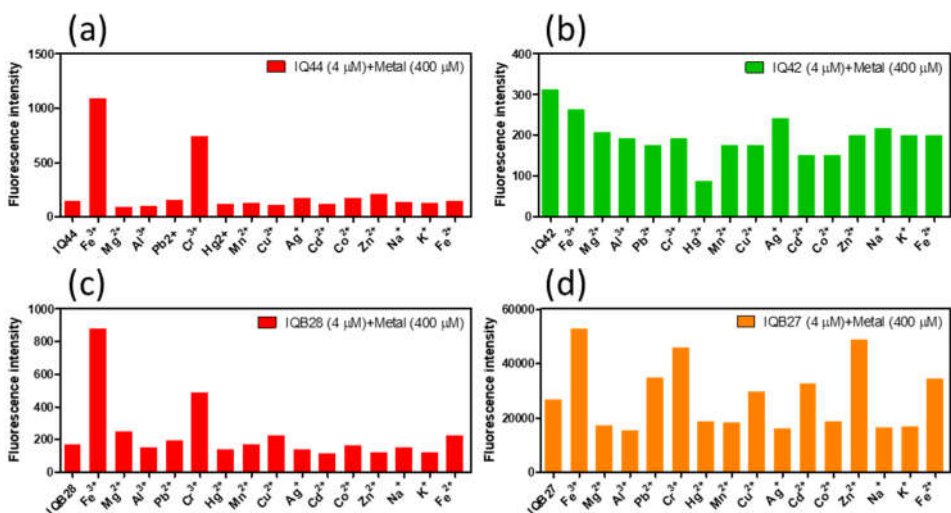 (a)
Fluorescence intensity
1500
1000
500
0
IQ44 (4 μM)+Metal (400 μM)
IQ44 Fe³⁺ Mg²⁺ Al³⁺ Pb2+ Cr³⁺ Hg2+ Mn²⁺ Cu²⁺ Ag⁺ Cd²⁺ Co²⁺ Zn²⁺ Na⁺ K⁺ Fe²⁺
(b)
Fluorescence intensity
400
300
200
100
0
IQ42 (4 μM)+Metal (400 μM)
IQ42 Fe³⁺ Mg²⁺ Al³⁺ Pb²⁺ Cr³⁺ Hg²⁺ Mn²⁺ Cu²⁺ Ag⁺ Cd²⁺ Co²⁺ Zn²⁺ Na⁺ K⁺ Fe²⁺
(c)
Fluorescence intensity
1000
800
600
400
200
0
IQB28 (4 μM)+Metal (400 μM)
IQB28 Fe³⁺ Mg²⁺ Al³⁺ Pb²⁺ Cr³⁺ Hg²⁺ Mn²⁺ Cu²⁺ Ag Cd²⁺ Co²⁺ Zn²⁺ Na⁺ K⁺ Fe²⁺
(d)
Fluorescence intensity
60000
40000
20000
0
IQB27 (4 μM)+Metal (400 μM)
IQB27 Fe³⁺ Mg²⁺ Al³⁺ Pb²⁺ Cr³⁺ Hg²⁺ Mn²⁺ Cu²⁺ Ag⁺ Cd²⁺ Co²⁺ Zn²⁺ Na⁺ K⁺ Fe²⁺